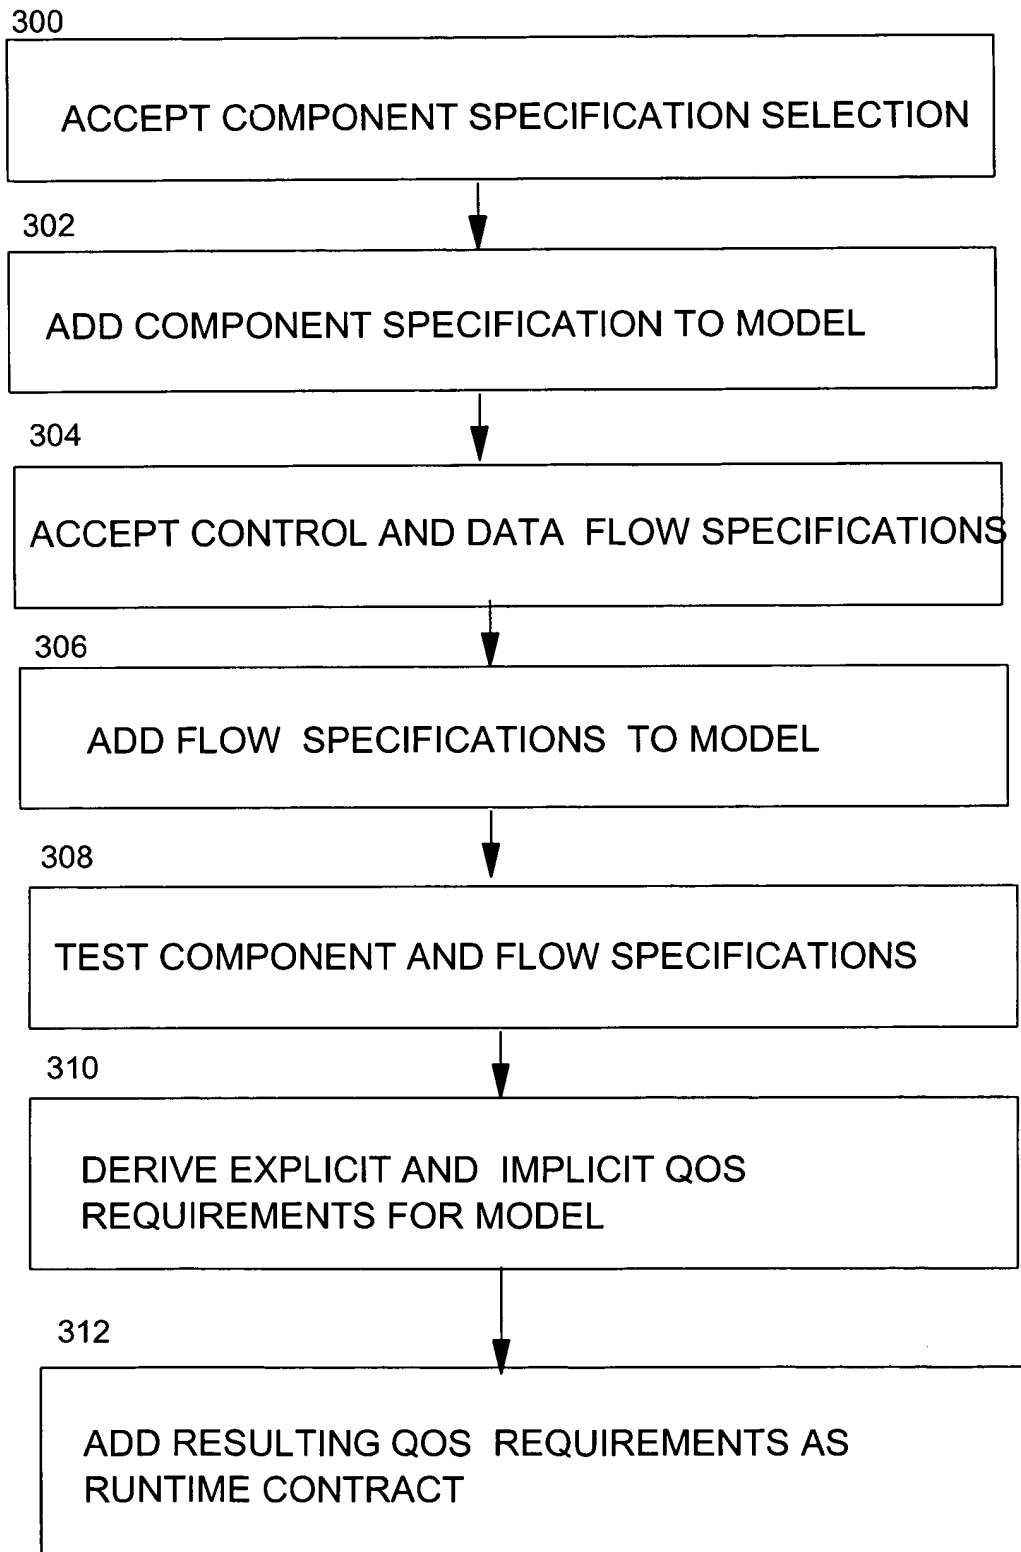 300
ACCEPT COMPONENT SPECIFICATION SELECTION
302
ADD COMPONENT SPECIFICATION TO MODEL
304
ACCEPT CONTROL AND DATA FLOW SPECIFICATIONS
306
ADD FLOW SPECIFICATIONS TO MODEL
308
TEST COMPONENT AND FLOW SPECIFICATIONS
310
DERIVE EXPLICIT AND IMPLICIT QOS
REQUIREMENTS FOR MODEL
312
ADD RESULTING QOS REQUIREMENTS AS
RUNTIME CONTRACT